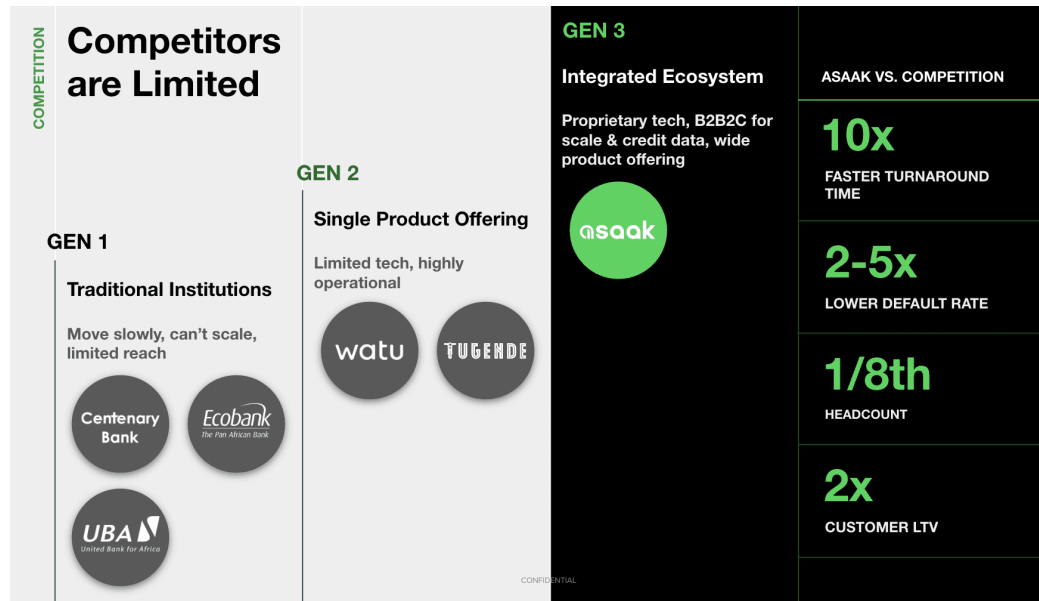 COMPETITION
Competitors
are Limited
GEN 1
Traditional Institutions
Move slowly, can’t scale,
limited reach
Centenary
Bank
Ecobank
The Pan African Bank
UBA
United Bank for Africa
GEN 2
Single Product Offering
Limited tech, highly
operational
watu
TUGENDE
GEN 3
Integrated Ecosystem
Proprietary tech, B2B2C for
scale & credit data, wide
product offering
asaak
ASAAK VS. COMPETITION
10x
FASTER TURNAROUND
TIME
2-5x
LOWER DEFAULT RATE
1/8th
HEADCOUNT
2x
CUSTOMER LTV
CONFIDENTIAL